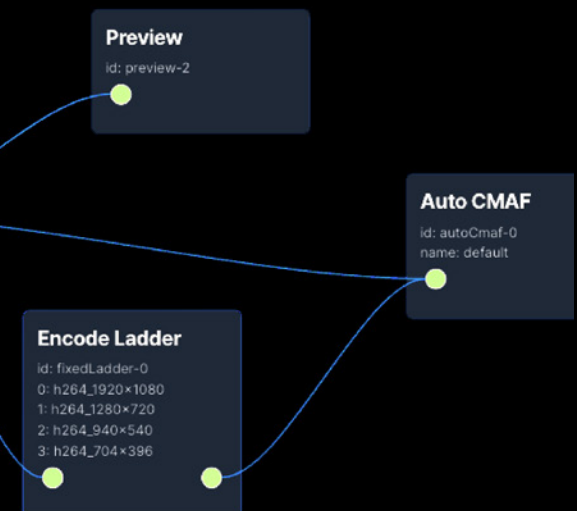 Preview
id: preview-2
Auto CMAF
id: autoCmaf-0
name: default
Encode Ladder
id: fixedLadder-0
0: h264_1920×1080
1: h264_1280×720
2: h264_940×540
3: h264_704×396